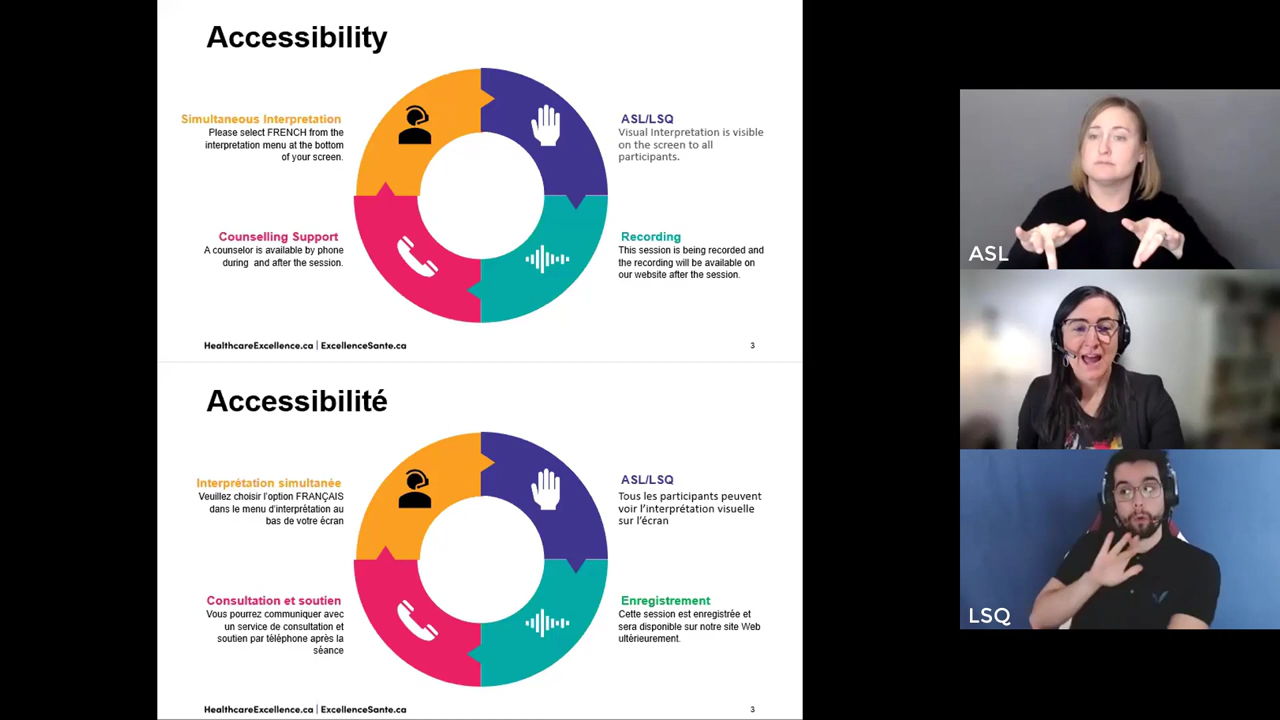 Accessibility
Simultaneous Interpretation
Please select FRENCH from the
interpretation menu at the bottom
of your screen.
ASL/LSQ
Visual Interpretation is visible
on the screen to all
participants.
Counselling Support
A counselor is available by phone
during and after the session.
Recording
This session is being recorded and
the recording will be available on
our website after the session.
HealthcareExcellence.ca | ExcellenceSante.ca
3
Accessibilité
Interprétation simultanée
Veuillez choisir l'option FRANÇAIS
dans le menu d'interprétation au
bas de votre écran
ASL/LSQ
Tous les participants peuvent
voir l'interprétation visuelle
sur l'écran
Consultation et soutien
Vous pourrez communiquer avec
un service de consultation et
soutien par téléphone après la
séance
Enregistrement
Cette session est enregistrée et
sera disponible sur notre site Web
ultérieurement.
HealthcareExcellence.ca | ExcellenceSante.ca
3
ASL
LSQ